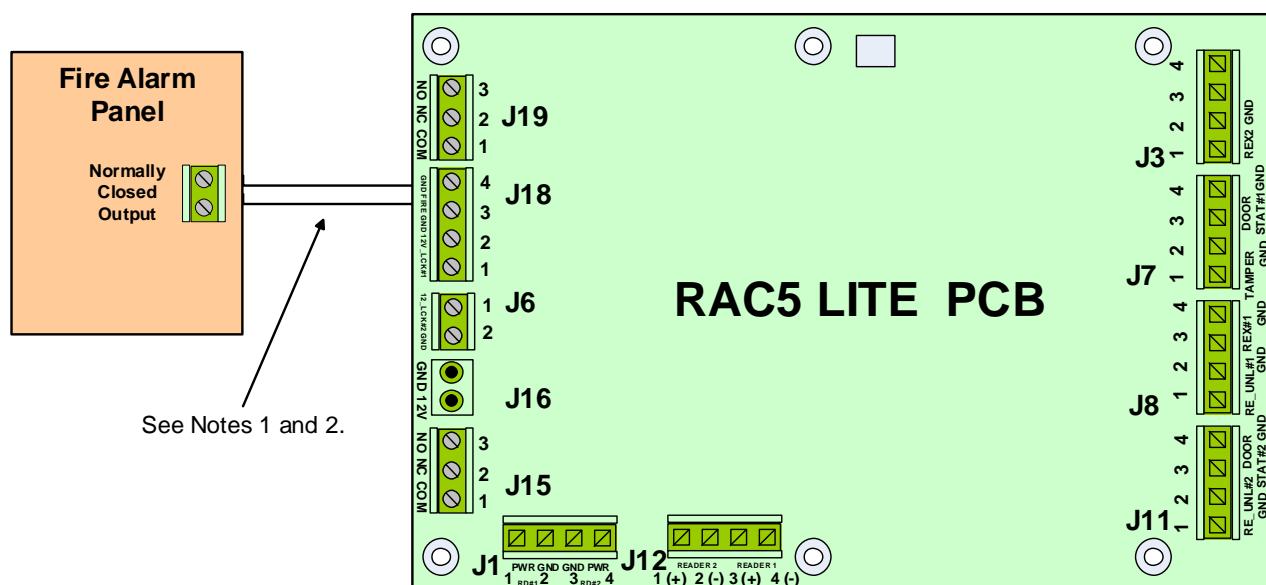 Fire Alarm
Panel
Normally
Closed
Output
See Notes 1 and 2.
RAC5 LITE PCB
NO NC COM
3
2
1
J19
GND FIRE GND 12V_LCK#1
4
3
2
1
J18
12_LCK#2 GND
1
2
J6
GND 12V
J16
NO NC COM
3
2
1
J15
J1
PWR GND GND PWR
1 RD#1 2 3 RD#2 4
J12
READER 2 READER 1
1 (+) 2 (-) 3 (+) 4 (-)
J3
4
3
2
1
REX2 GND
J7
4
3
2
1
DOOR
TAMPER
GND STAT#1 GND
J8
4
3
2
1
RE_UNL#1 REX#1
GND GND
J11
4
3
2
1
RE_UNL#2 DOOR
GND STAT#2 GND